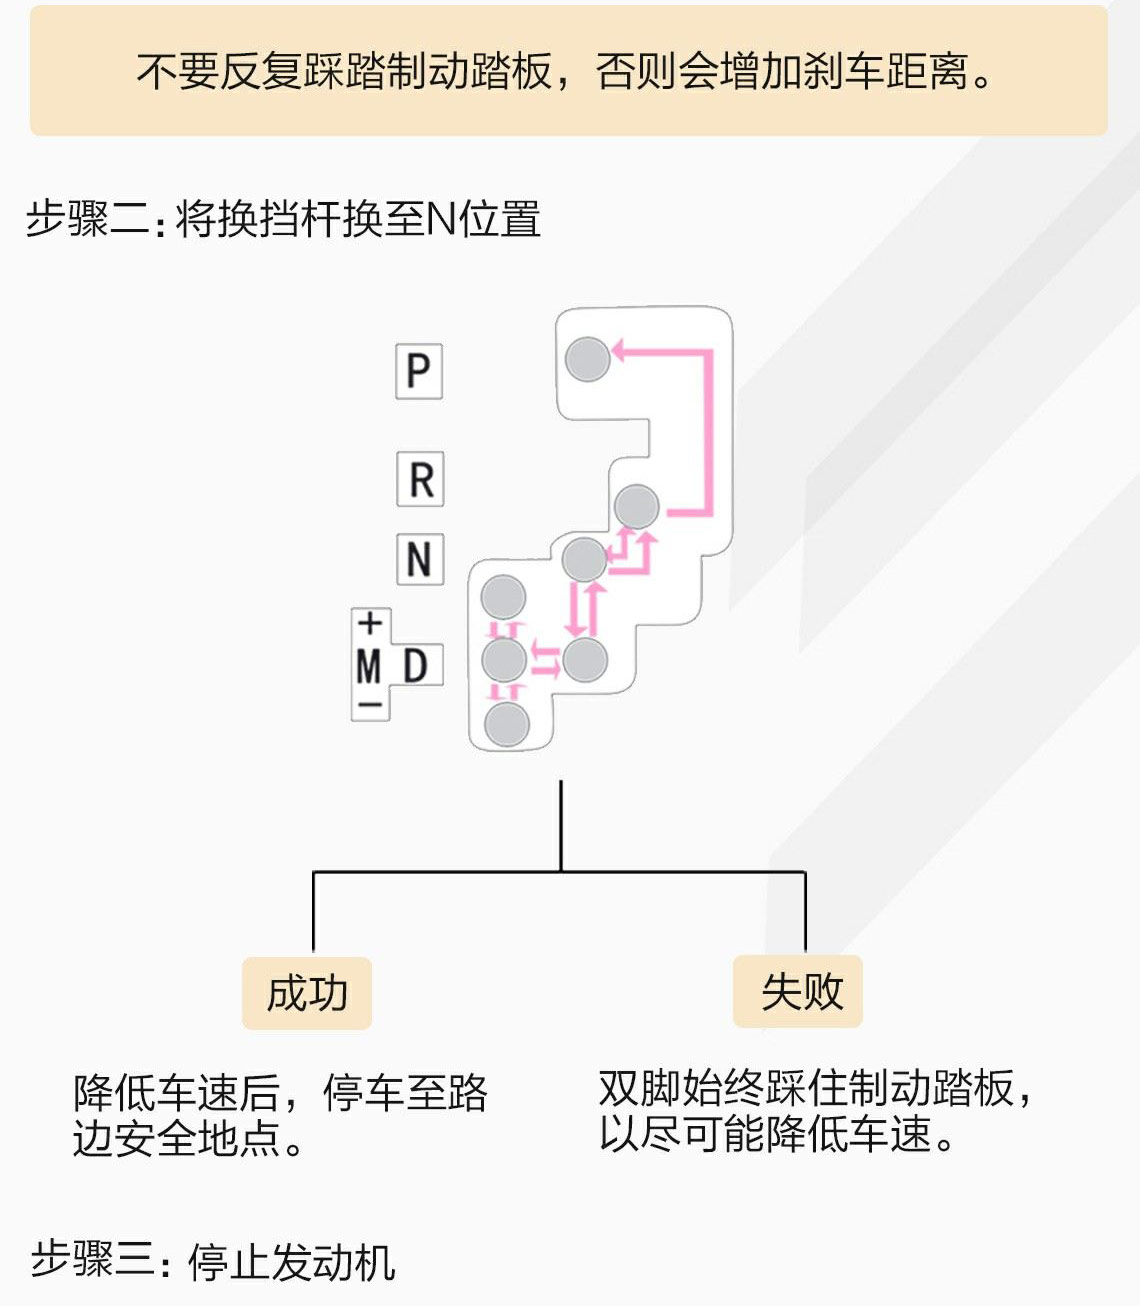 不要反复踩踏制动踏板，否则会增加刹车距离。
步骤二：将换挡杆换至N位置
P
R
N
+
M D
−
成功
失败
降低车速后，停车至路
边安全地点。
双脚始终踩住制动踏板，
以尽可能降低车速。
步骤三：停止发动机